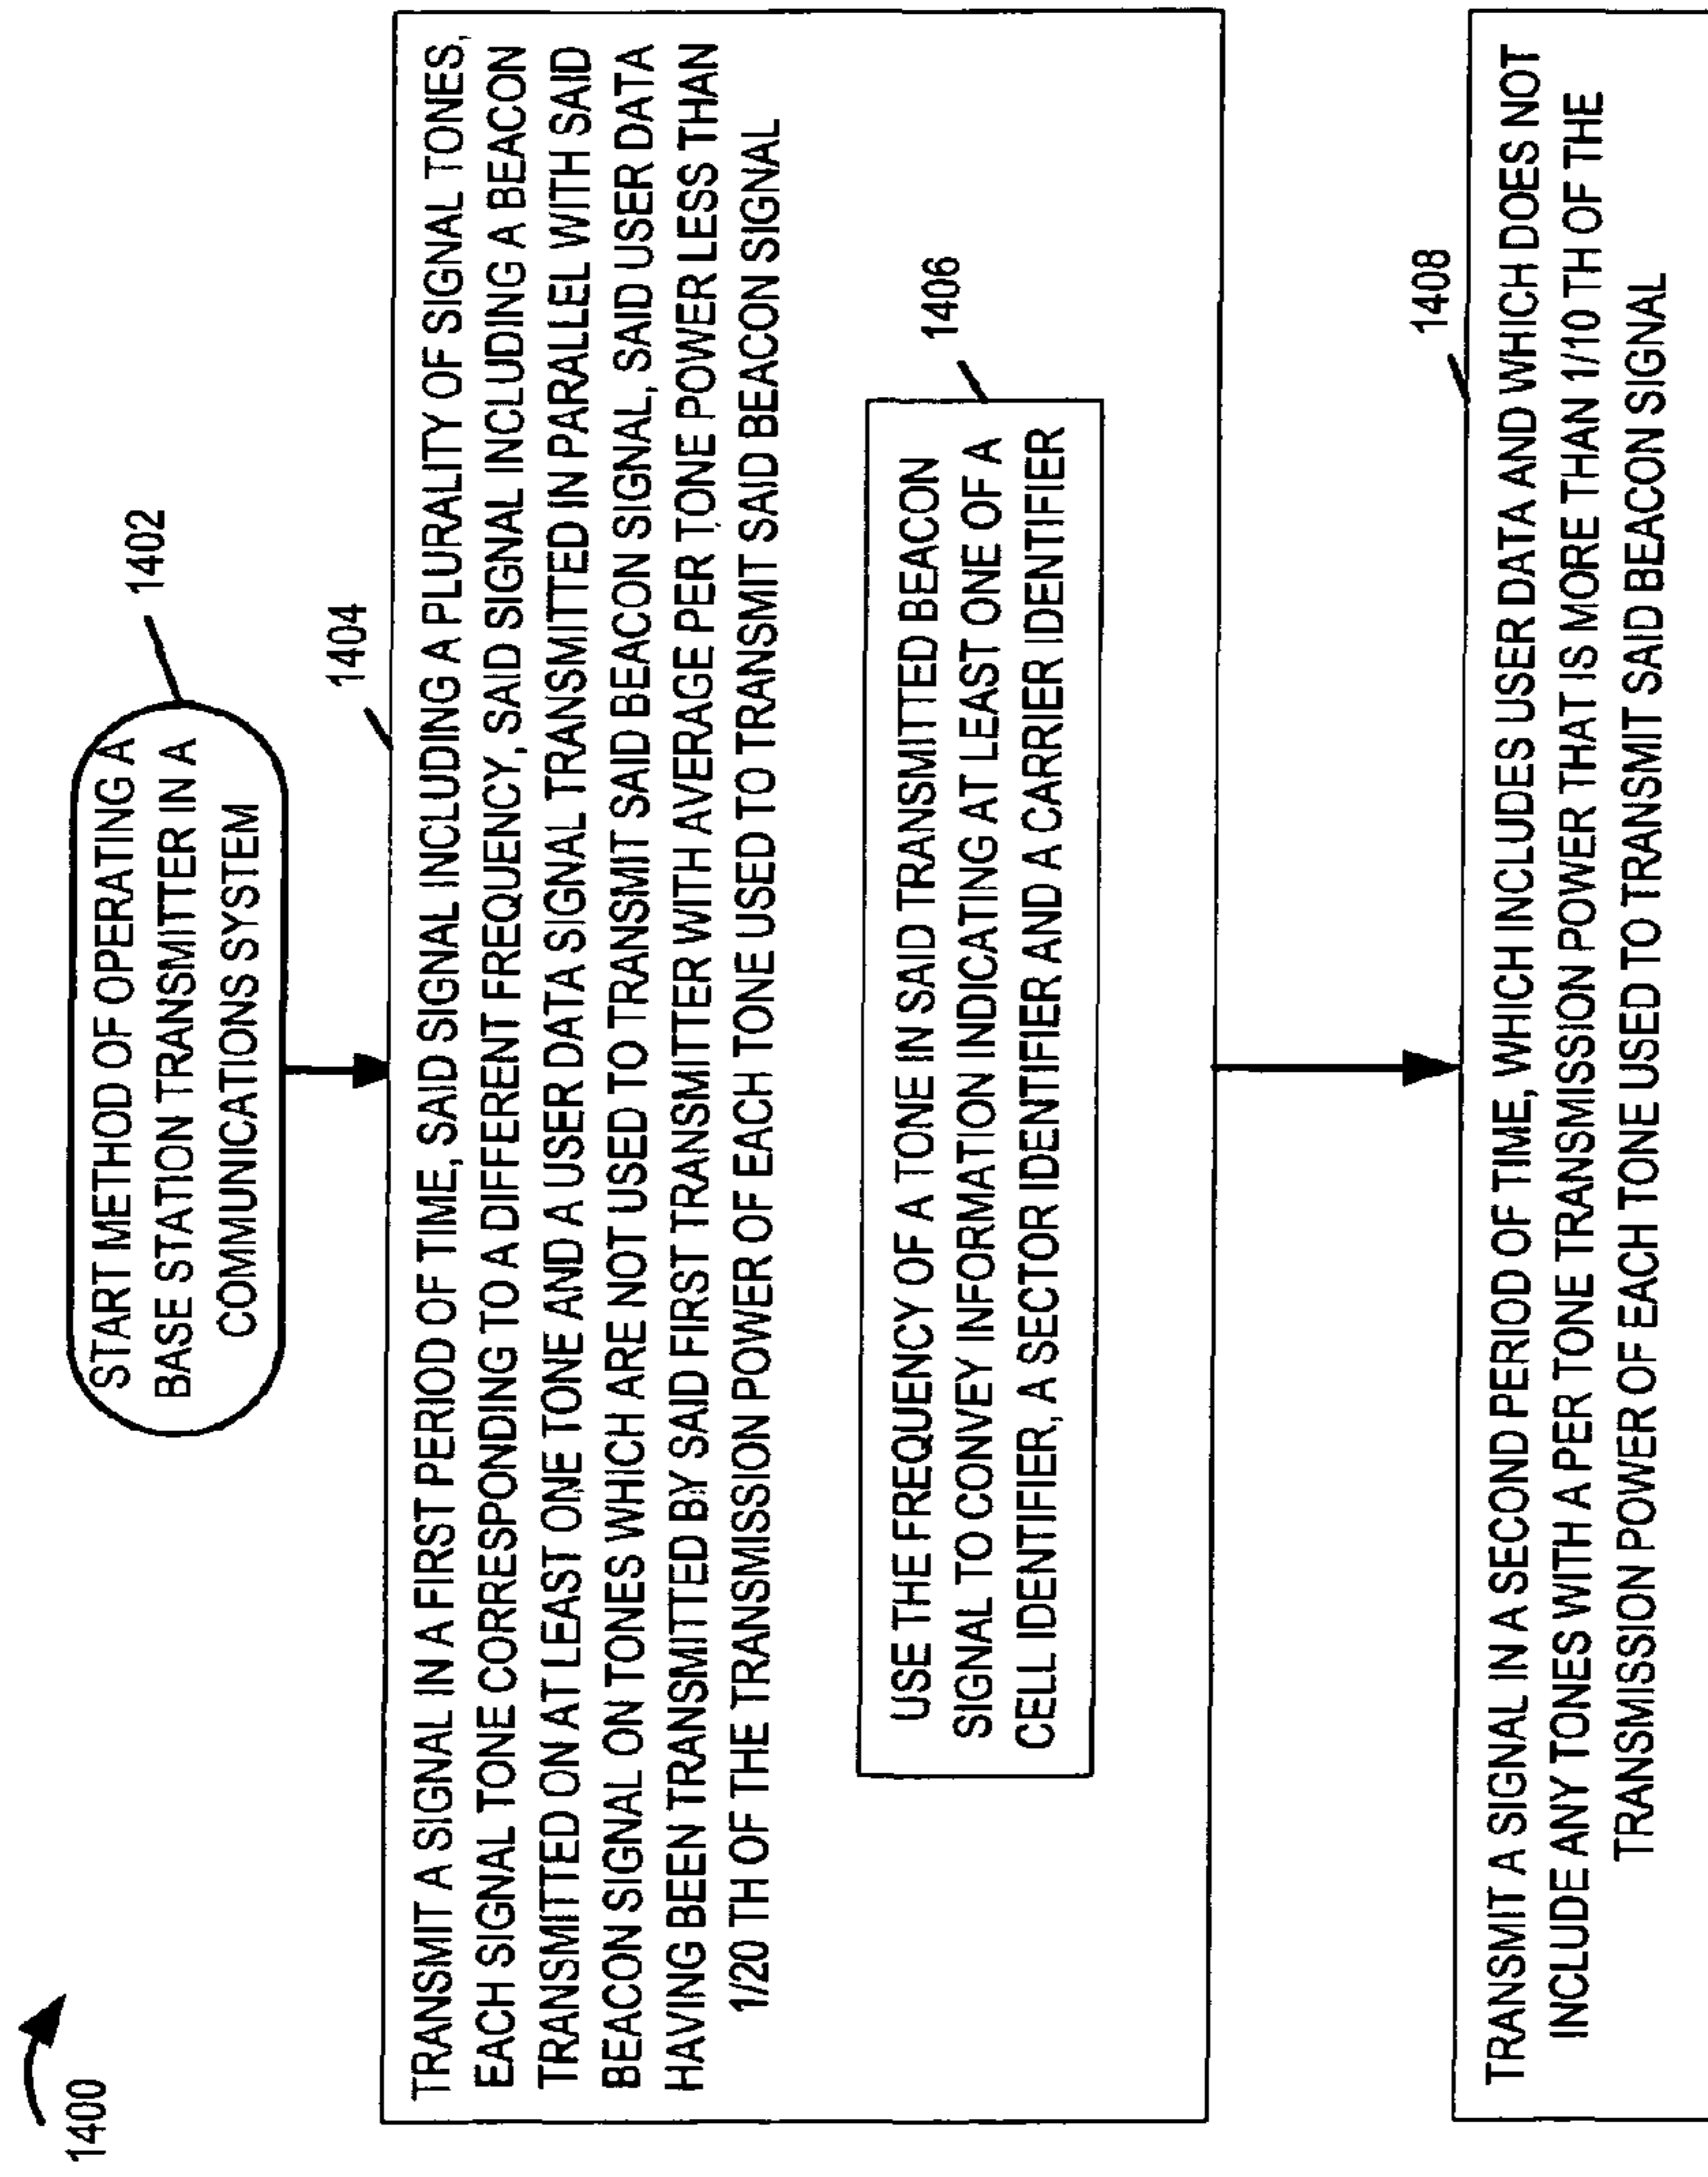 1400
START METHOD OF OPERATING A
BASE STATION TRANSMITTER IN A
COMMUNICATIONS SYSTEM
1402
1404
TRANSMIT A SIGNAL IN A FIRST PERIOD OF TIME, SAID SIGNAL INCLUDING A PLURALITY OF SIGNAL TONES,
EACH SIGNAL TONE CORRESPONDING TO A DIFFERENT FREQUENCY, SAID SIGNAL INCLUDING A BEACON
TRANSMITTED ON AT LEAST ONE TONE AND A USER DATA SIGNAL TRANSMITTED IN PARALLEL WITH SAID
BEACON SIGNAL ON TONES WHICH ARE NOT USED TO TRANSMIT SAID BEACON SIGNAL, SAID USER DATA
HAVING BEEN TRANSMITTED BY SAID FIRST TRANSMITTER WITH AVERAGE PER TONE POWER LESS THAN
1/20 TH OF THE TRANSMISSION POWER OF EACH TONE USED TO TRANSMIT SAID BEACON SIGNAL
1406
USE THE FREQUENCY OF A TONE IN SAID TRANSMITTED BEACON
SIGNAL TO CONVEY INFORMATION INDICATING AT LEAST ONE OF A
CELL IDENTIFIER, A SECTOR IDENTIFIER AND A CARRIER IDENTIFIER
1408
TRANSMIT A SIGNAL IN A SECOND PERIOD OF TIME, WHICH INCLUDES USER DATA AND WHICH DOES NOT
INCLUDE ANY TONES WITH A PER TONE TRANSMISSION POWER THAT IS MORE THAN 1/10 TH OF THE
TRANSMISSION POWER OF EACH TONE USED TO TRANSMIT SAID BEACON SIGNAL